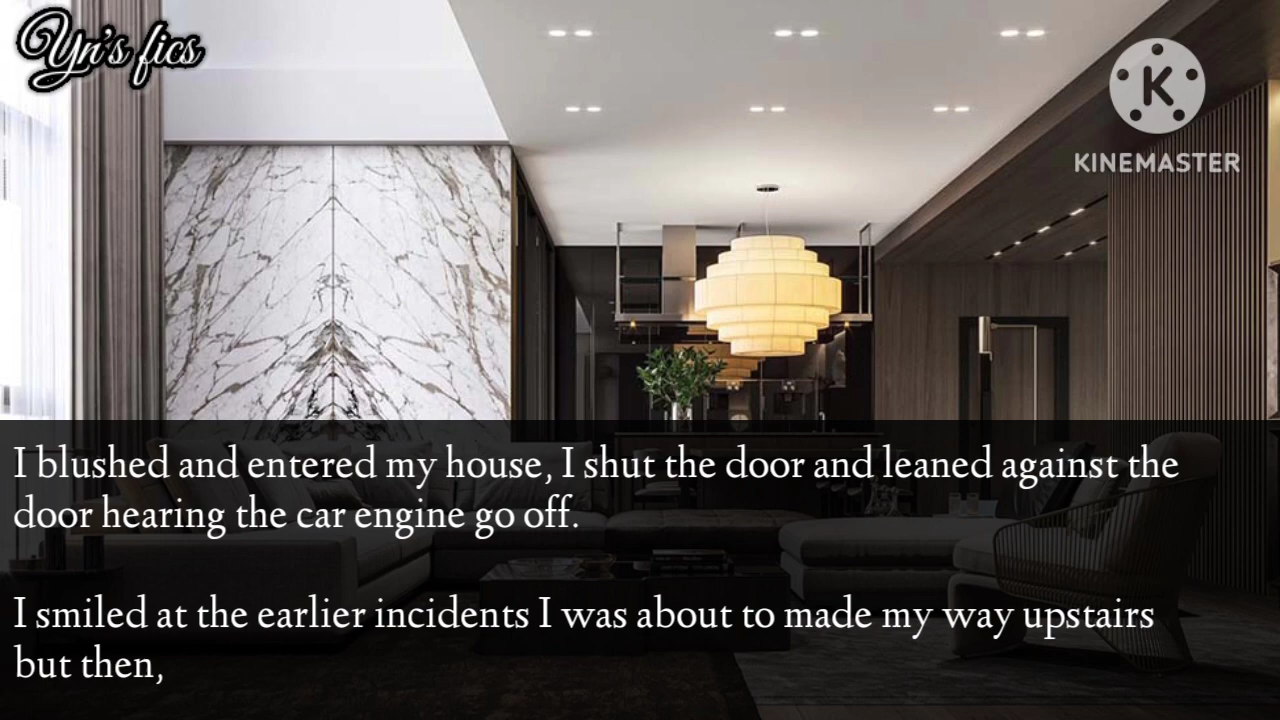 Yn's fics
KINEMASTER
I blushed and entered my house, I shut the door and leaned against the
door hearing the car engine go off.
I smiled at the earlier incidents I was about to made my way upstairs
but then,